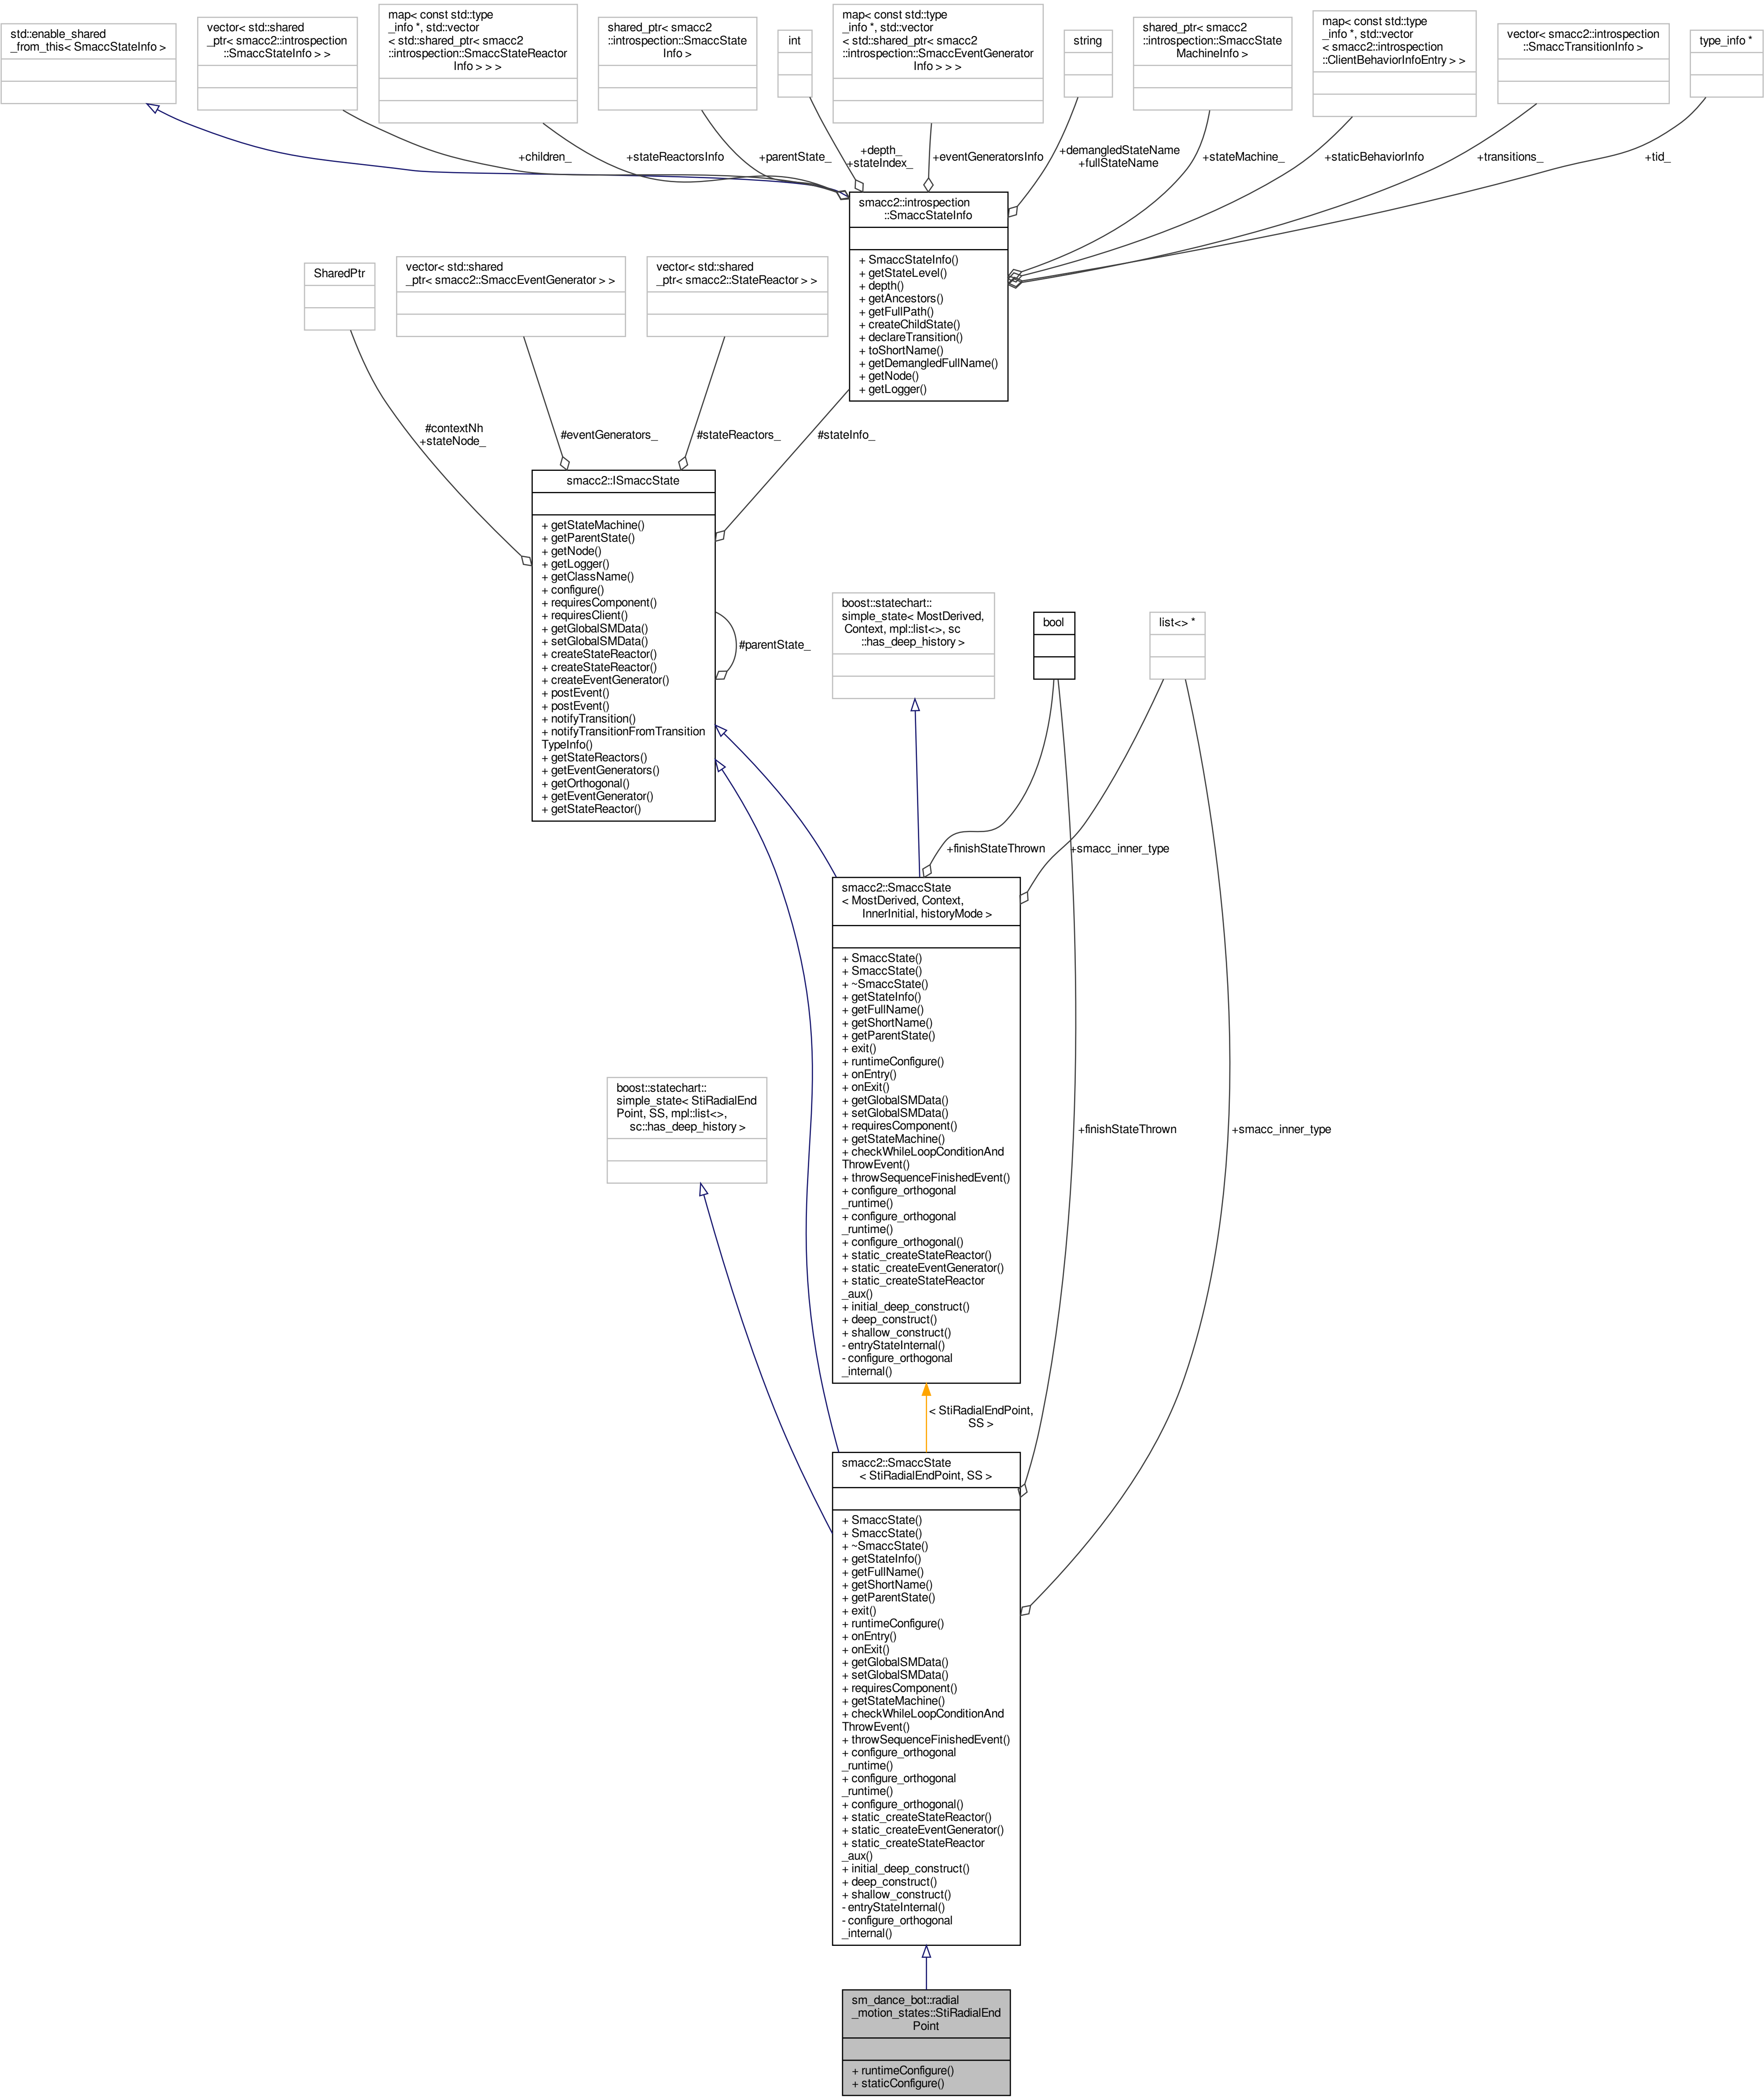 std::enable_shared
_from_this< SmaccStateInfo >
vector< std::shared
_ptr< smacc2::introspection
::SmaccStateInfo > >
map< const std::type
_info *, std::vector
< std::shared_ptr< smacc2
::introspection::SmaccStateReactor
Info > > >
shared_ptr< smacc2
::introspection::SmaccState
Info >
int
map< const std::type
_info *, std::vector
< std::shared_ptr< smacc2
::introspection::SmaccEventGenerator
Info > > >
string
shared_ptr< smacc2
::introspection::SmaccState
MachineInfo >
map< const std::type
_info *, std::vector
< smacc2::introspection
::ClientBehaviorInfoEntry > >
vector< smacc2::introspection
::SmaccTransitionInfo >
type_info *
+children_
+stateReactorsInfo
+parentState_
+depth_
+stateIndex_
+eventGeneratorsInfo
+demangledStateName
+fullStateName
+stateMachine_
+staticBehaviorInfo
+transitions_
+tid_
smacc2::introspection
::SmaccStateInfo
+ SmaccStateInfo()
+ getStateLevel()
+ depth()
+ getAncestors()
+ getFullPath()
+ createChildState()
+ declareTransition()
+ toShortName()
+ getDemangledFullName()
+ getNode()
+ getLogger()
SharedPtr
vector< std::shared
_ptr< smacc2::SmaccEventGenerator > >
vector< std::shared
_ptr< smacc2::StateReactor > >
#contextNh
+stateNode_
#eventGenerators_
#stateReactors_
#stateInfo_
smacc2::ISmaccState
+ getStateMachine()
+ getParentState()
+ getNode()
+ getLogger()
+ getClassName()
+ configure()
+ requiresComponent()
+ requiresClient()
+ getGlobalSMData()
+ setGlobalSMData()
+ createStateReactor()
+ createStateReactor()
+ createEventGenerator()
+ postEvent()
+ postEvent()
+ notifyTransition()
+ notifyTransitionFromTransition
TypeInfo()
+ getStateReactors()
+ getEventGenerators()
+ getOrthogonal()
+ getEventGenerator()
+ getStateReactor()
#parentState_
boost::statechart::
simple_state< MostDerived,
Context, mpl::list<>, sc
::has_deep_history >
bool
list<> *
+finishStateThrown
+smacc_inner_type
smacc2::SmaccState
< MostDerived, Context,
InnerInitial, historyMode >
+ SmaccState()
+ SmaccState()
+ ~SmaccState()
+ getStateInfo()
+ getFullName()
+ getShortName()
+ getParentState()
+ exit()
+ runtimeConfigure()
+ onEntry()
+ onExit()
+ getGlobalSMData()
+ setGlobalSMData()
+ requiresComponent()
+ getStateMachine()
+ checkWhileLoopConditionAnd
ThrowEvent()
+ throwSequenceFinishedEvent()
+ configure_orthogonal
_runtime()
+ configure_orthogonal
_runtime()
+ configure_orthogonal()
+ static_createStateReactor()
+ static_createEventGenerator()
+ static_createStateReactor
_aux()
+ initial_deep_construct()
+ deep_construct()
+ shallow_construct()
- entryStateInternal()
- configure_orthogonal
_internal()
boost::statechart::
simple_state< StiRadialEnd
Point, SS, mpl::list<>,
sc::has_deep_history >
+finishStateThrown
+smacc_inner_type
< StiRadialEndPoint,
SS >
smacc2::SmaccState
< StiRadialEndPoint, SS >
+ SmaccState()
+ SmaccState()
+ ~SmaccState()
+ getStateInfo()
+ getFullName()
+ getShortName()
+ getParentState()
+ exit()
+ runtimeConfigure()
+ onEntry()
+ onExit()
+ getGlobalSMData()
+ setGlobalSMData()
+ requiresComponent()
+ getStateMachine()
+ checkWhileLoopConditionAnd
ThrowEvent()
+ throwSequenceFinishedEvent()
+ configure_orthogonal
_runtime()
+ configure_orthogonal
_runtime()
+ configure_orthogonal()
+ static_createStateReactor()
+ static_createEventGenerator()
+ static_createStateReactor
_aux()
+ initial_deep_construct()
+ deep_construct()
+ shallow_construct()
- entryStateInternal()
- configure_orthogonal
_internal()
sm_dance_bot::radial
_motion_states::StiRadialEnd
Point
+ runtimeConfigure()
+ staticConfigure()